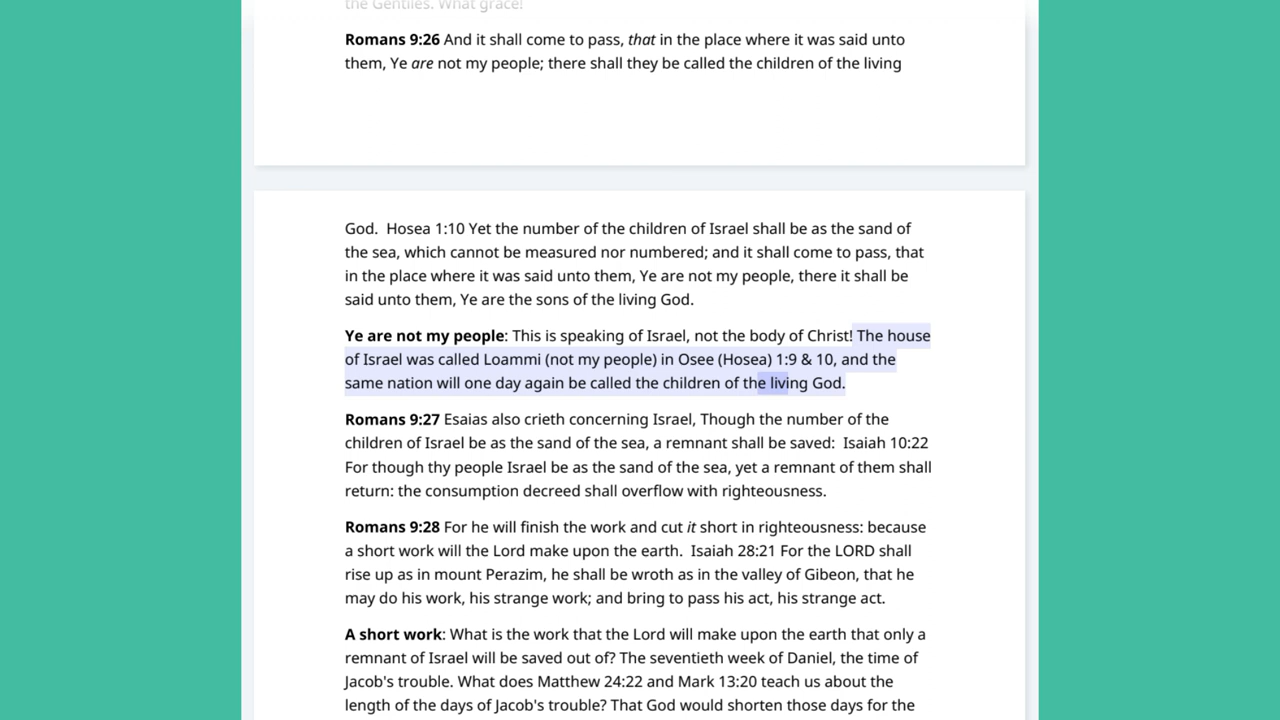 the Gentiles. What grace!
Romans 9:26 And it shall come to pass, that in the place where it was said unto
them, Ye are not my people; there shall they be called the children of the living
God.  Hosea 1:10 Yet the number of the children of Israel shall be as the sand of
the sea, which cannot be measured nor numbered; and it shall come to pass, that
in the place where it was said unto them, Ye are not my people, there it shall be
said unto them, Ye are the sons of the living God.
Ye are not my people: This is speaking of Israel, not the body of Christ! The house
of Israel was called Loammi (not my people) in Osee (Hosea) 1:9 & 10, and the
same nation will one day again be called the children of the living God.
Romans 9:27 Esaias also crieth concerning Israel, Though the number of the
children of Israel be as the sand of the sea, a remnant shall be saved:  Isaiah 10:22
For though thy people Israel be as the sand of the sea, yet a remnant of them shall
return: the consumption decreed shall overflow with righteousness.
Romans 9:28 For he will finish the work and cut it short in righteousness: because
a short work will the Lord make upon the earth.  Isaiah 28:21 For the LORD shall
rise up as in mount Perazim, he shall be wroth as in the valley of Gibeon, that he
may do his work, his strange work; and bring to pass his act, his strange act.
A short work: What is the work that the Lord will make upon the earth that only a
remnant of Israel will be saved out of? The seventieth week of Daniel, the time of
Jacob's trouble. What does Matthew 24:22 and Mark 13:20 teach us about the
length of the days of Jacob's trouble? That God would shorten those days for the